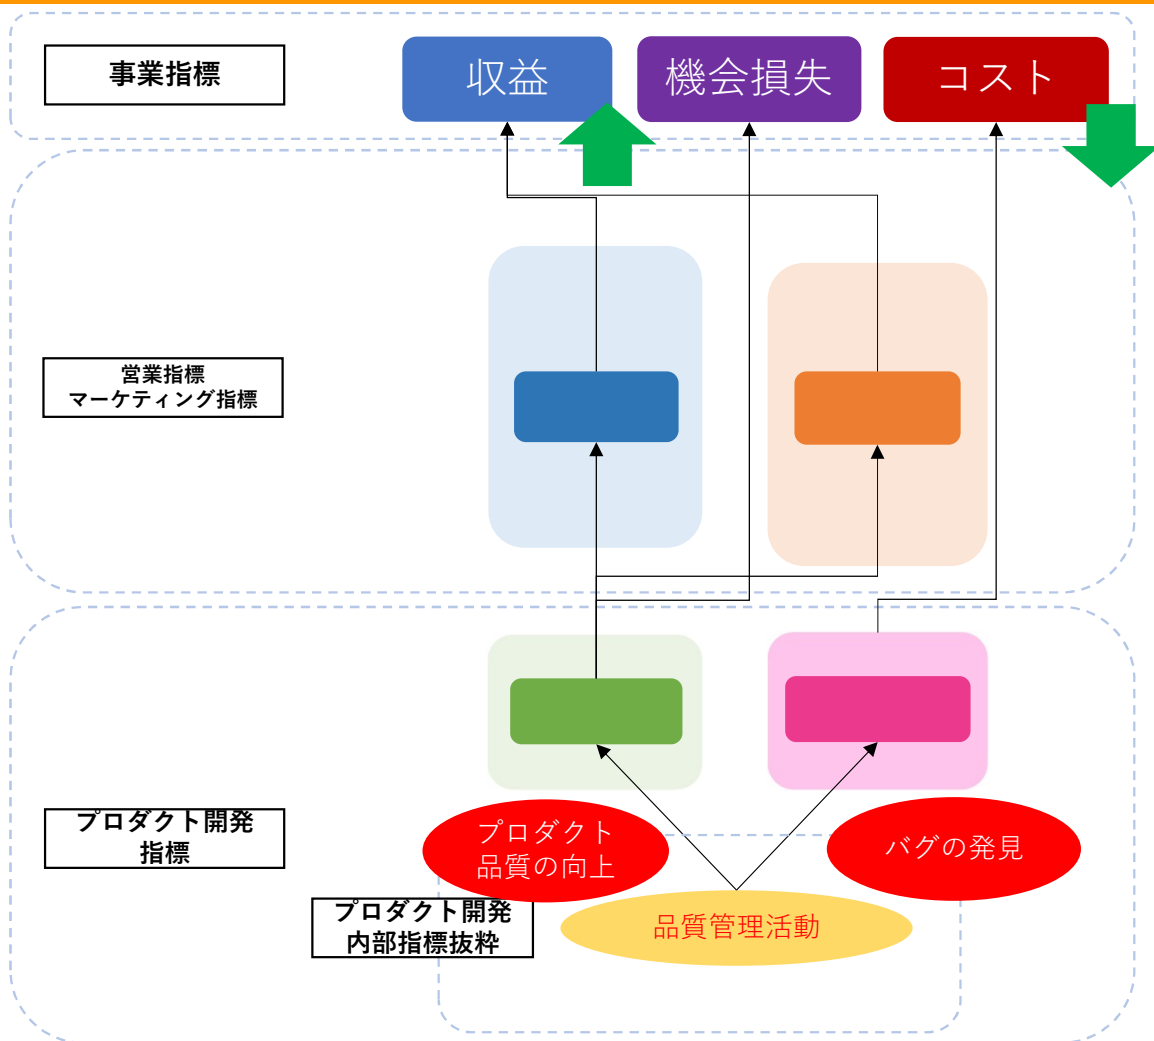 事業指標
収益
機会損失
コスト
営業指標
マーケティング指標
プロダクト開発
指標
プロダクト
品質の向上
バグの発見
プロダクト開発
内部指標抜粋
品質管理活動